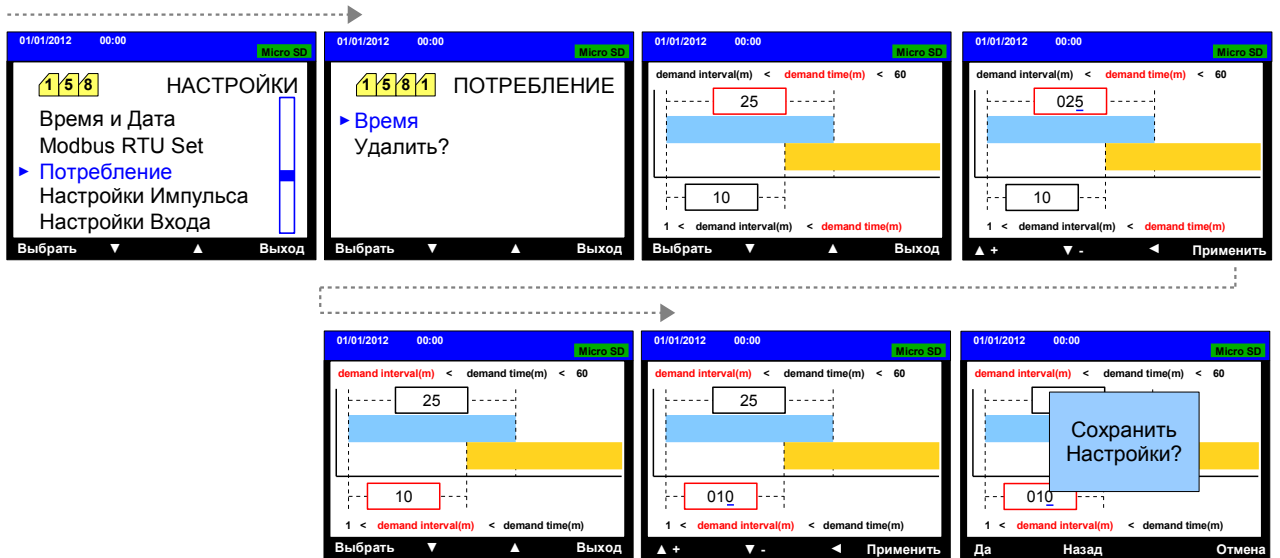 01/01/2012 00:00
Micro SD
1 5 8 НАСТРОЙКИ
Время и Дата
Modbus RTU Set
► Потребление
Настройки Импульса
Настройки Входа
Выбрать ▼ ▲ Выход
01/01/2012 00:00
Micro SD
1 5 8 1 ПОТРЕБЛЕНИЕ
► Время
Удалить?
Выбрать ▼ ▲ Выход
01/01/2012 00:00
Micro SD
demand interval(m) < demand time(m) < 60
25
10
1 < demand interval(m) < demand time(m)
Выбрать ▼ ▲ Выход
01/01/2012 00:00
Micro SD
demand interval(m) < demand time(m) < 60
025
10
1 < demand interval(m) < demand time(m)
▲ + ▼ - ◄ Применить
01/01/2012 00:00
Micro SD
demand interval(m) < demand time(m) < 60
25
10
1 < demand interval(m) < demand time(m)
Выбрать ▼ ▲ Выход
01/01/2012 00:00
Micro SD
demand interval(m) < demand time(m) < 60
25
010
1 < demand interval(m) < demand time(m)
▲ + ▼ - ◄ Применить
01/01/2012 00:00
Micro SD
demand interval(m) < demand time(m) < 60
Сохранить
Настройки?
010
1 < demand interval(m) < demand time(m)
Да Назад Отмена